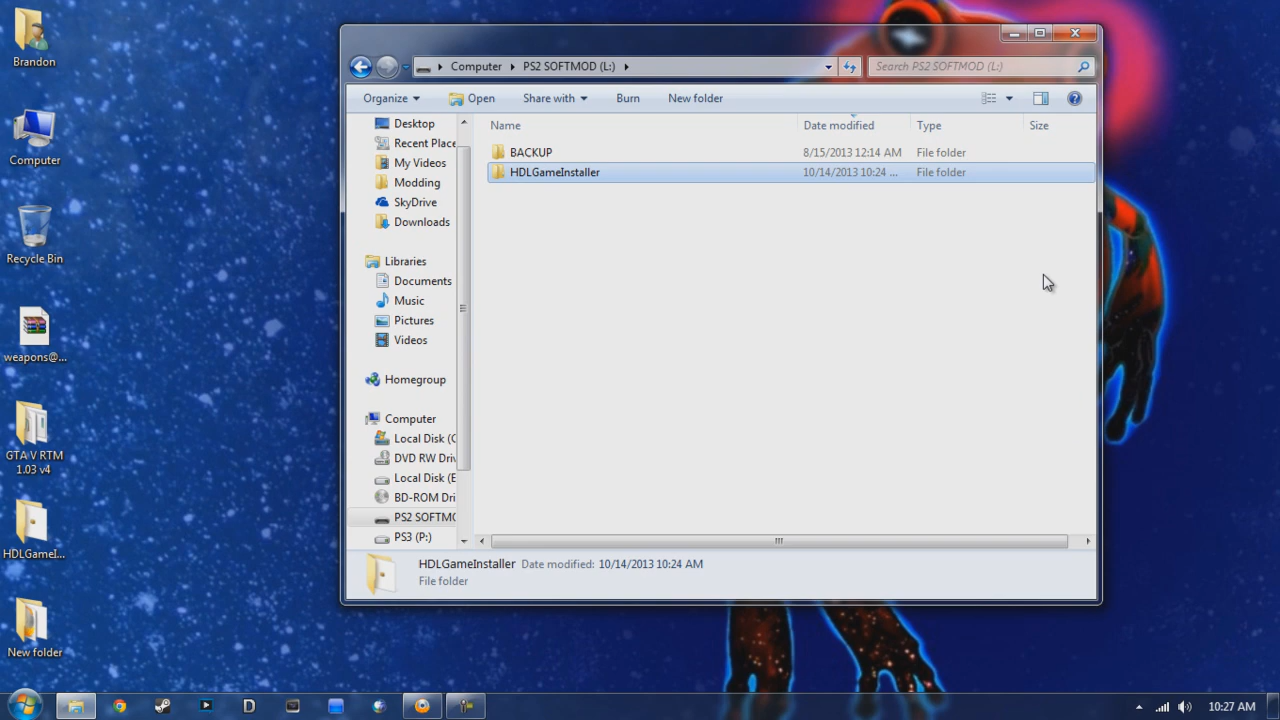 Brandon
Computer
Recycle Bin
weapons@...
GTA V RTM
1.03 v4
HDLGameI...
New folder
Computer
PS2 SOFTMOD (L:)
Search PS2 SOFTMOD (L:)
Organize
Open
Share with
Burn
New folder
Desktop
Recent Place
My Videos
Modding
SkyDrive
Downloads
Libraries
Documents
Music
Pictures
Videos
Homegroup
Computer
Local Disk (C
DVD RW Dri
Local Disk (E
BD-ROM Dri
PS2 SOFTMO
PS3 (P:)
Name Date modified Type Size
BACKUP 8/15/2013 12:14 AM File folder
HDLGameInstaller 10/14/2013 10:24 ... File folder
HDLGameInstaller Date modified: 10/14/2013 10:24 AM
File folder
10:27 AM